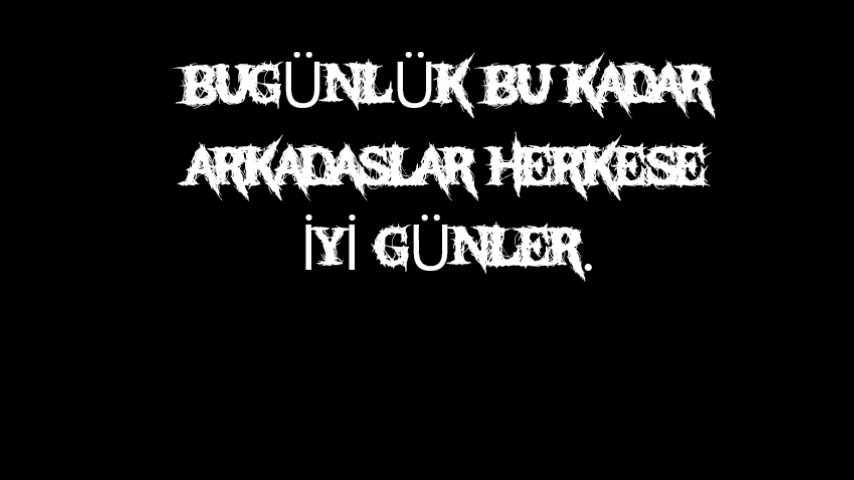 BUGÜNLÜK BU KADAR
ARKADASLAR HERKESE
İYİ GÜNLER.